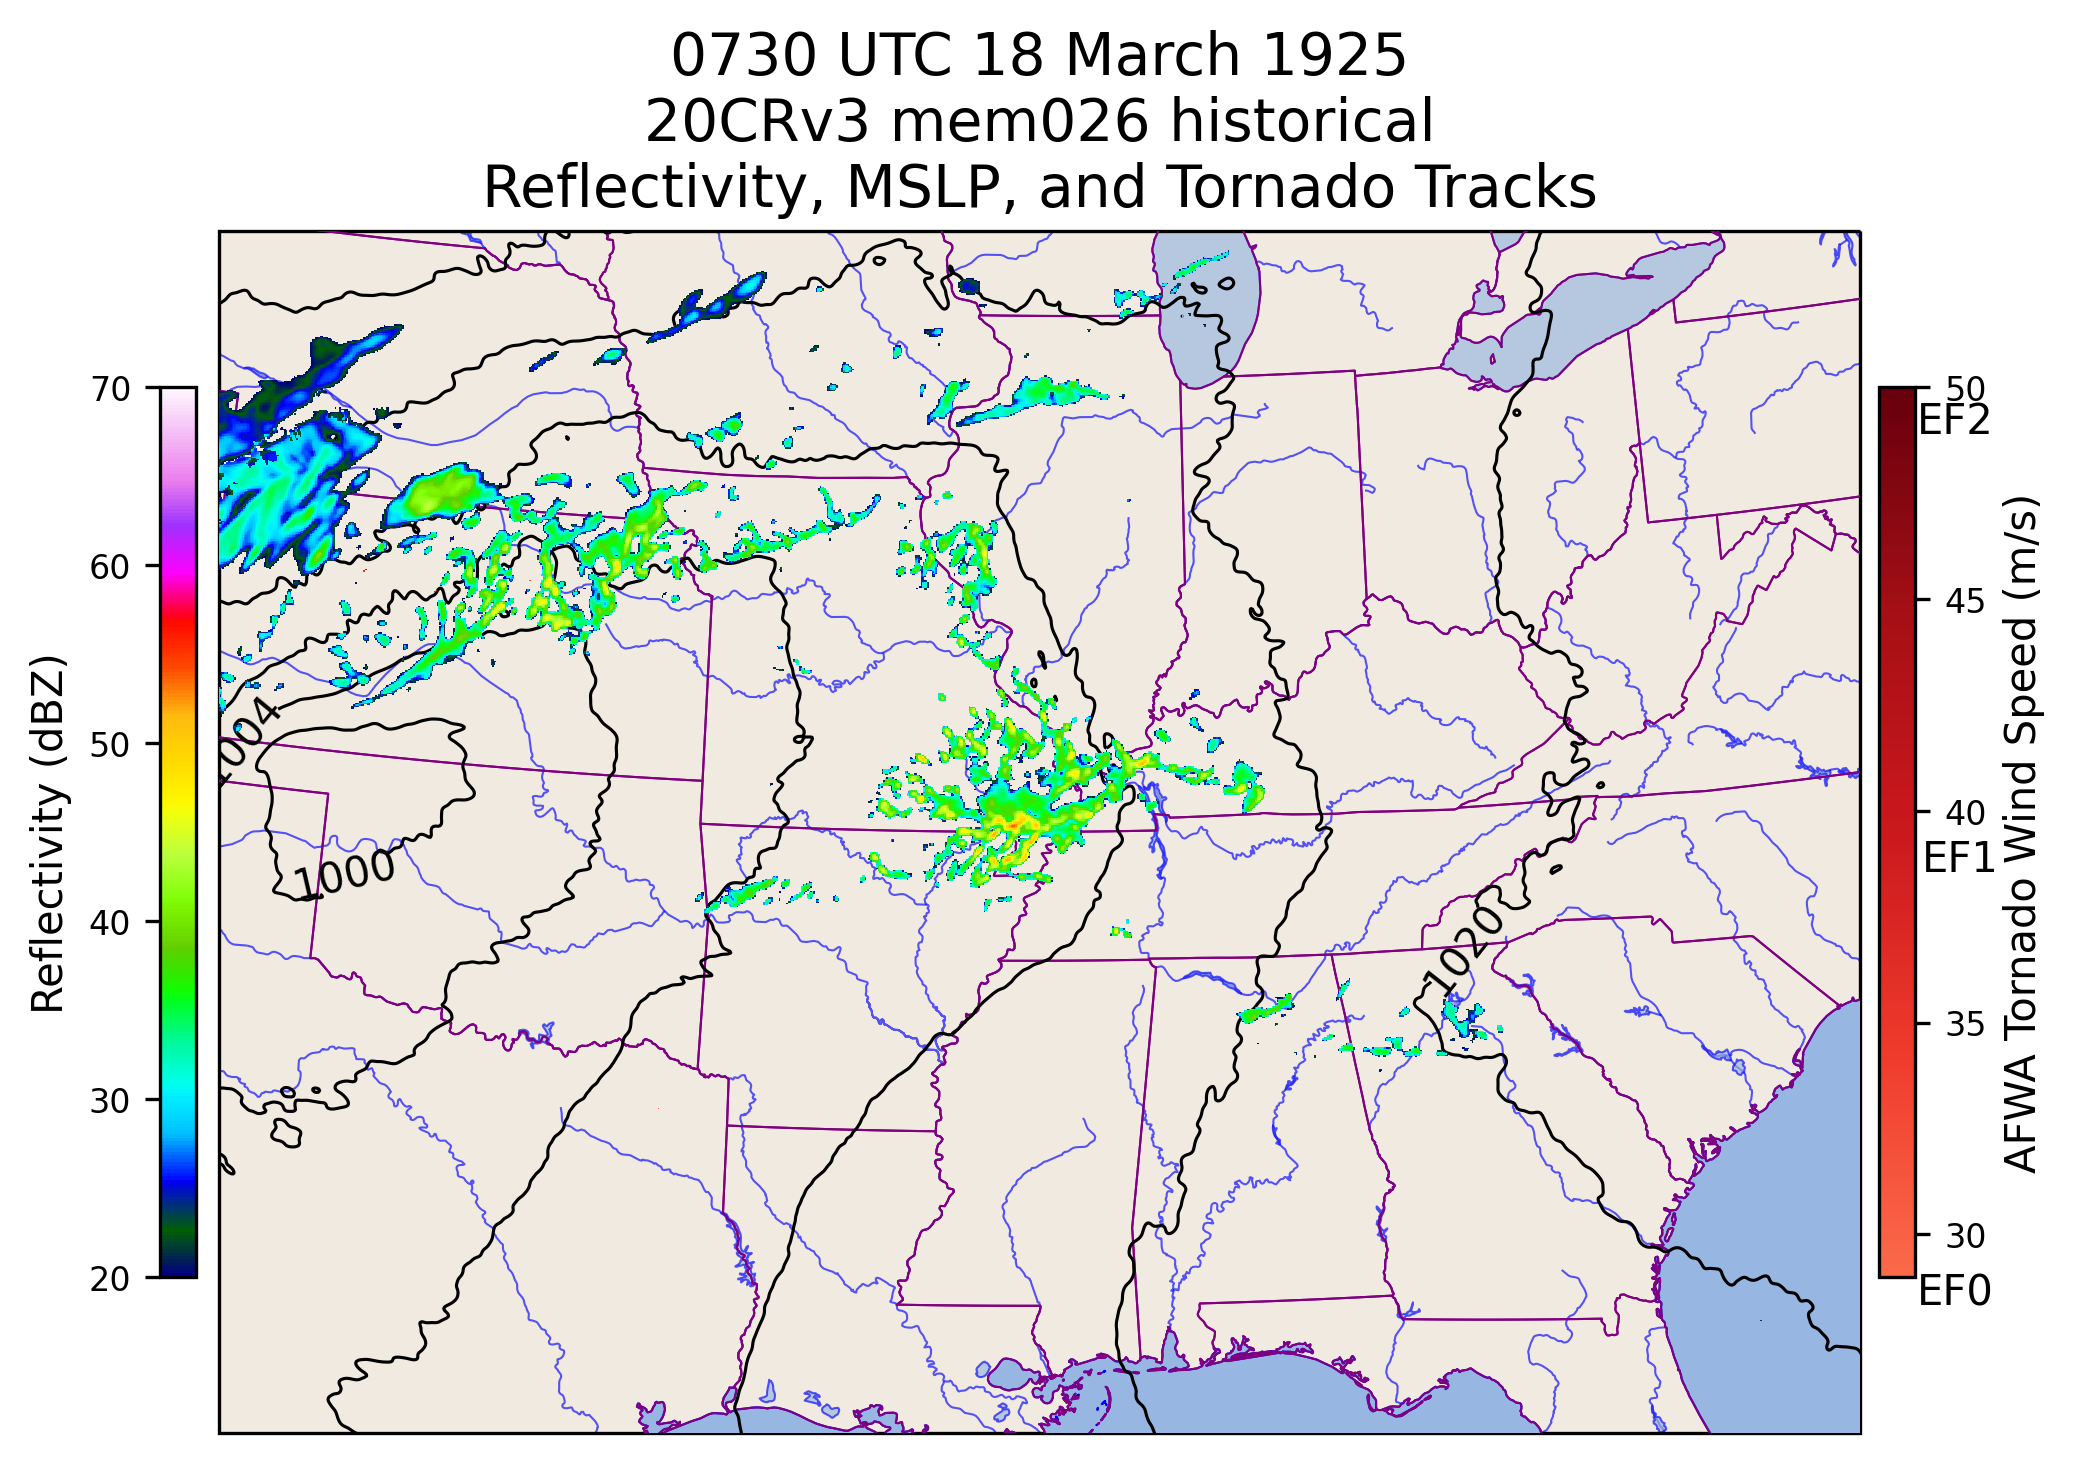 0730 UTC 18 March 1925
20CRv3 mem026 historical
Reflectivity, MSLP, and Tornado Tracks
70
60
50
40
30
20
Reflectivity (dBZ)
1004
1000
1020
50
EF2
45
40
EF1
35
30
EF0
AFWA Tornado Wind Speed (m/s)